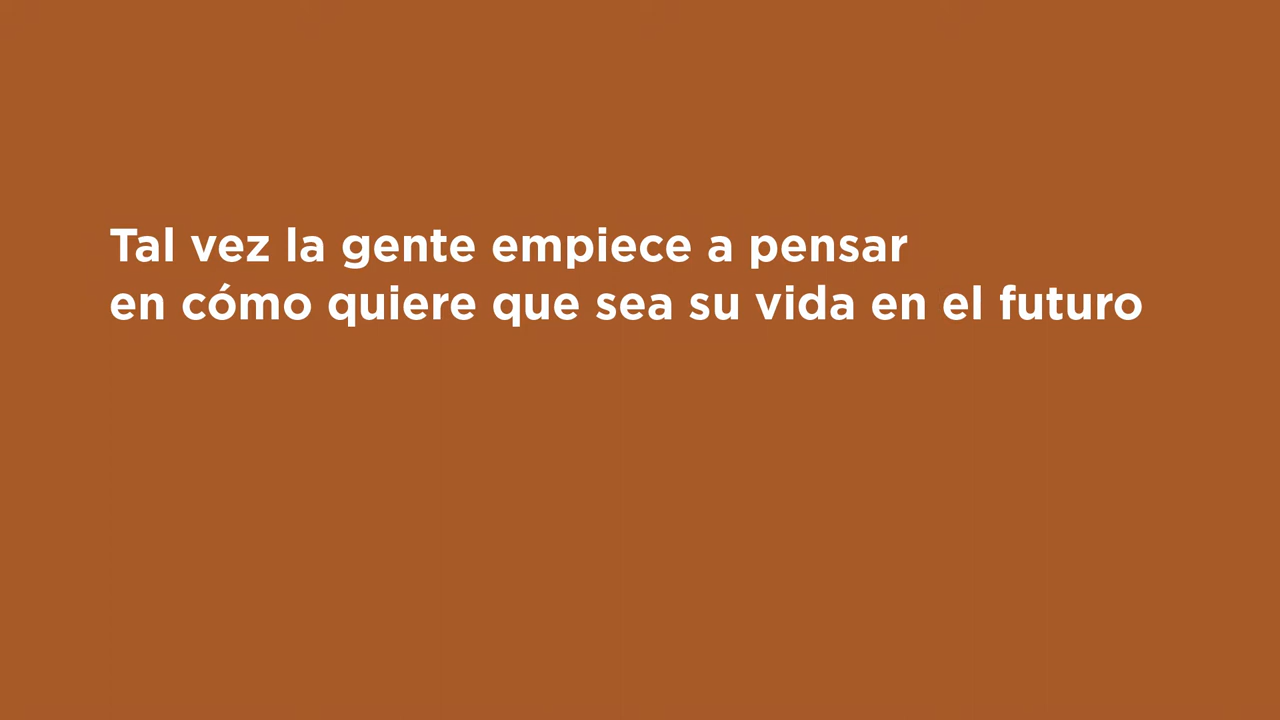 Tal vez la gente empiece a pensar
en cómo quiere que sea su vida en el futuro